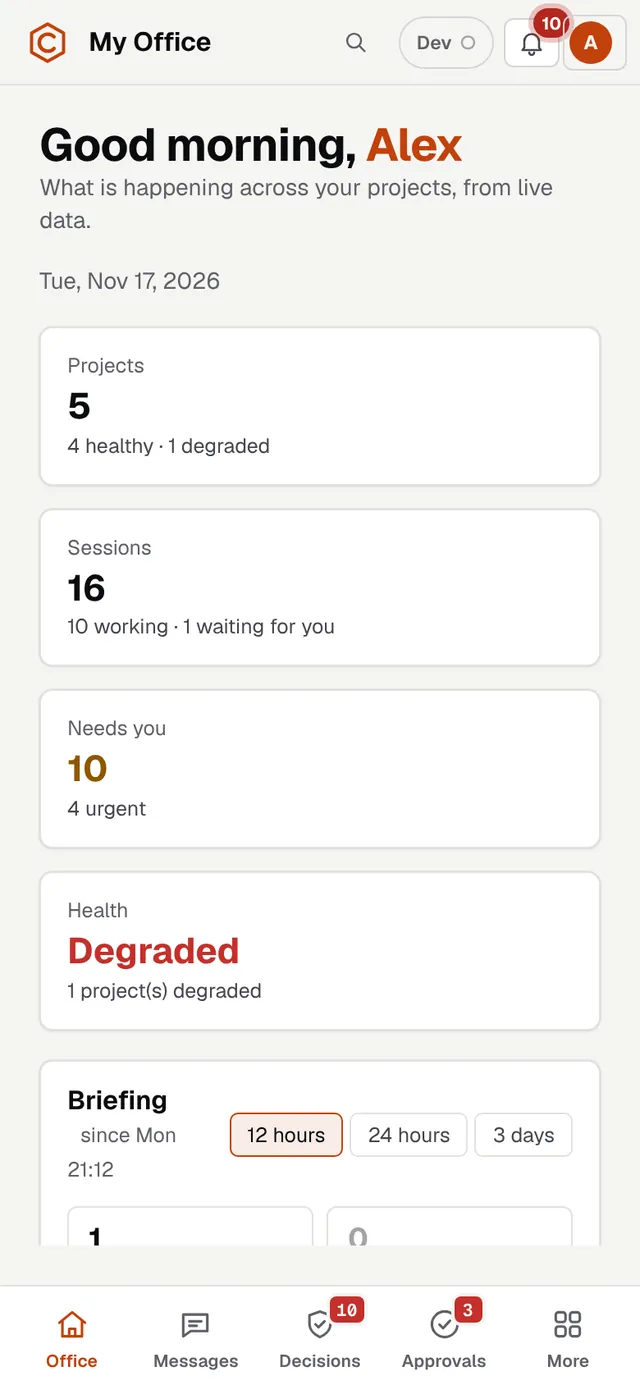 My Office
Dev
10
A
Good morning, Alex
What is happening across your projects, from live
data.
Tue, Nov 17, 2026
Projects
5
4 healthy · 1 degraded
Sessions
16
10 working · 1 waiting for you
Needs you
10
4 urgent
Health
Degraded
1 project(s) degraded
Briefing
since Mon
21:12
12 hours
24 hours
3 days
1
0
10
3
Office
Messages
Decisions
Approvals
More